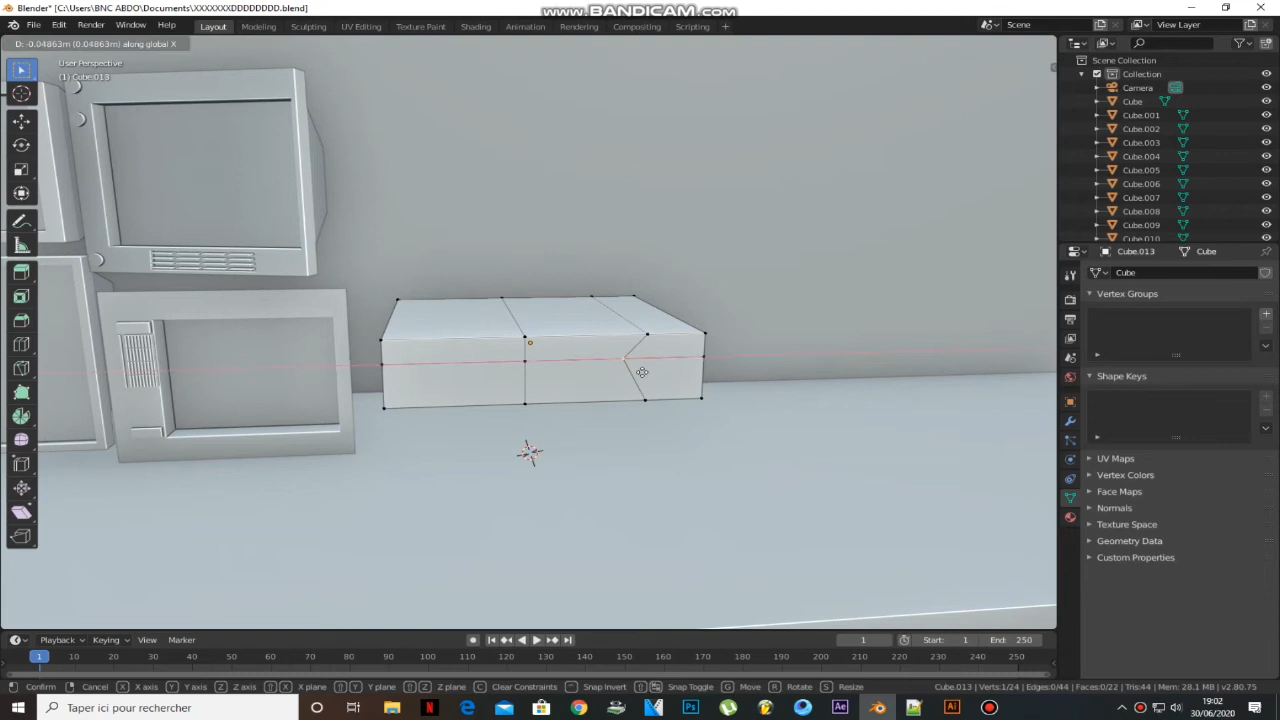 Blender* [C:\Users\BNC ABDO\Documents\XXXXXXXDDDDDDDD.blend]
www.BANDICAM.com
File Edit Render Window Help Layout Modeling Sculpting UV Editing Texture Paint Shading Animation Rendering Compositing Scripting + Scene View Layer
D: -0.04863m (0.04863m) along global X
User Perspective
(1) Cube.013
Scene Collection
Collection
Camera
Cube
Cube.001
Cube.002
Cube.003
Cube.004
Cube.005
Cube.006
Cube.007
Cube.008
Cube.009
Cube.010
Cube.013 Cube
Cube
Vertex Groups
Shape Keys
UV Maps
Vertex Colors
Face Maps
Normals
Texture Space
Geometry Data
Custom Properties
Playback Keying View Marker 1 Start: 1 End: 250
1 10 20 30 40 50 60 70 80 90 100 110 120 130 140 150 160 170 180 190 200 210 220 230 240 250
Confirm Cancel X X axis Y Y axis Z Z axis X X plane Y Y plane Z Z plane C Clear Constraints Snap Invert Snap Toggle G Move R Rotate S Resize Cube.013 | Verts:1/24 | Edges:0/44 | Faces:0/22 | Tris:44 | Mem: 28.1 MB | v2.80.75
Taper ici pour rechercher
19:02
30/06/2020